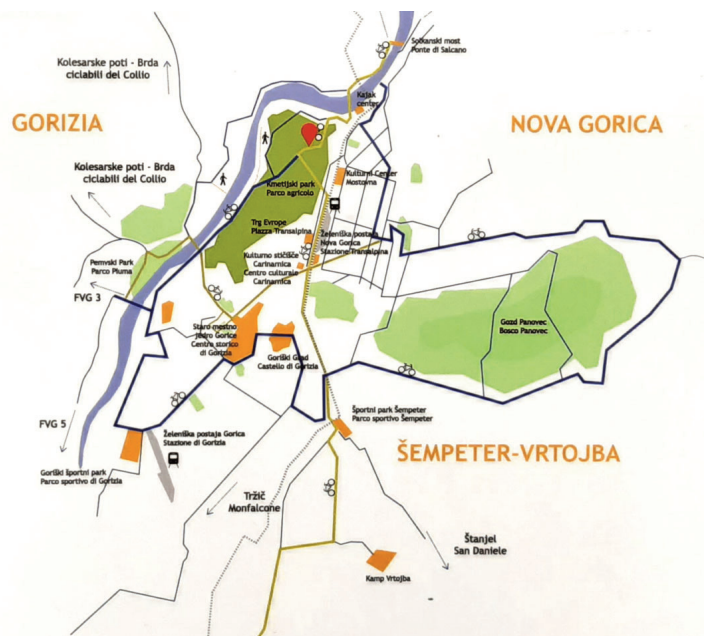 Solkanski most
Ponte di Salcano
Kolesarske poti - Brda
ciclabili del Collio
Kajak
center
GORIZIA
NOVA GORICA
Kolesarske poti - Brda
ciclabili del Collio
Kulturni Center
Mostovna
Kmetijski park
Parco agricolo
Trg Evrope
Piazza Transalpina
Železniška postaja
Nova Gorica
Stazione Transalpina
Kulturno stičišče
Carinarnica
Centro culturale
Carinarnica
Pevmski Park
Parco Piuma
FVG 3
Staro mestno
jedro Gorice
Centro storico
di Gorizia
Gozd Panovec
Bosco Panovec
Goriški Grad
Castello di Gorizia
Športni park Šempeter
Parco sportivo Šempeter
FVG 5
Železniška postaja Gorica
Stazione di Gorizia
ŠEMPETER-VRTOJBA
Goriški športni park
Parco sportivo di Gorizia
Tržič
Monfalcone
Štanjel
San Daniele
Kamp Vrtojba